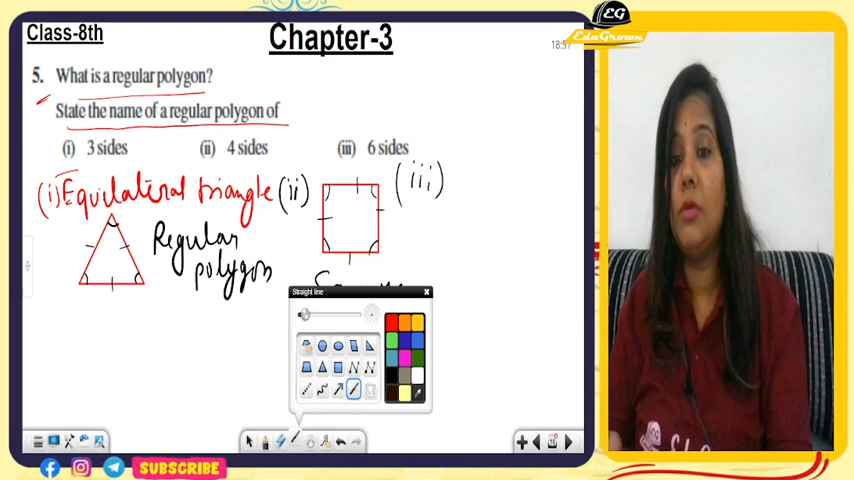 Class-8th
Chapter-3
EG
EduGrown
18:57
5. What is a regular polygon?
State the name of a regular polygon of
(i) 3 sides (ii) 4 sides (iii) 6 sides
(i) Equilateral triangle (ii) (iii)
Regular
polygon
Straight line
SUBSCRIBE